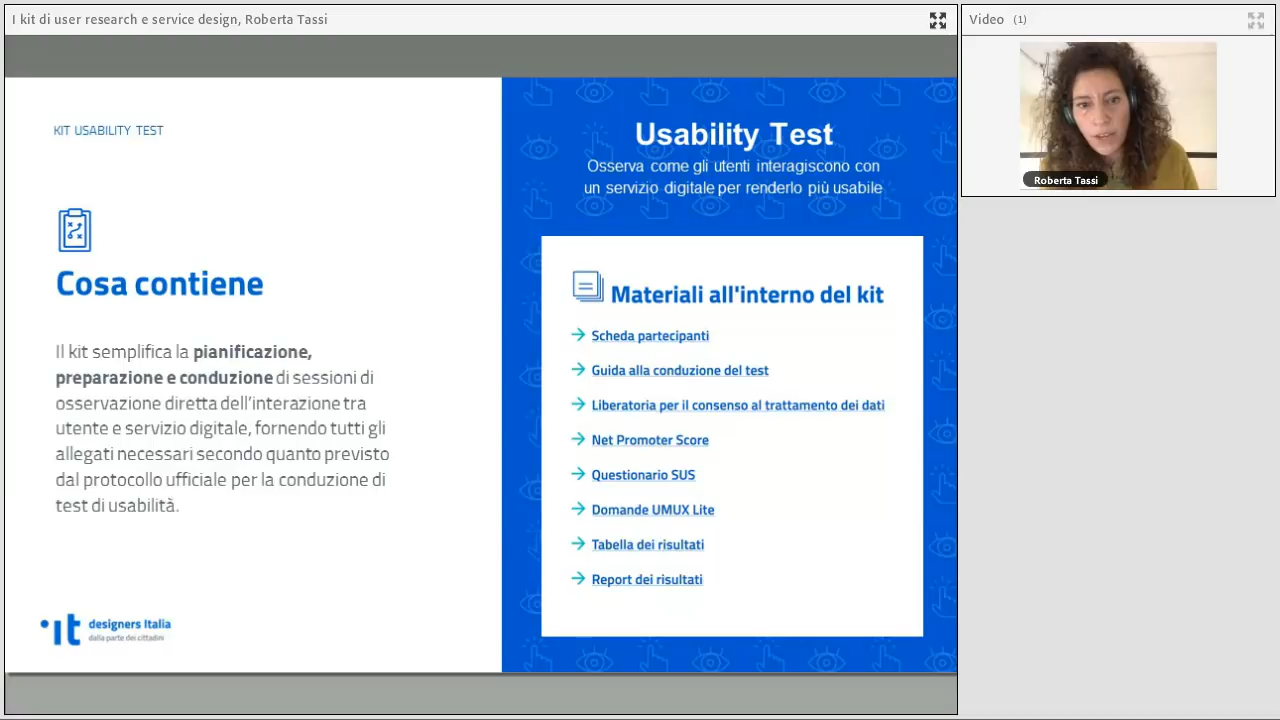 I kit di user research e service design, Roberta Tassi
Video (1)
Roberta Tassi
KIT USABILITY TEST
Cosa contiene
Il kit semplifica la pianificazione,
preparazione e conduzione di sessioni di
osservazione diretta dell'interazione tra
utente e servizio digitale, fornendo tutti gli
allegati necessari secondo quanto previsto
dal protocollo ufficiale per la conduzione di
test di usabilità.
it designers Italia
dalla parte dei cittadini
Usability Test
Osserva come gli utenti interagiscono con
un servizio digitale per renderlo più usabile
Materiali all'interno del kit
→ Scheda partecipanti
→ Guida alla conduzione del test
→ Liberatoria per il consenso al trattamento dei dati
→ Net Promoter Score
→ Questionario SUS
→ Domande UMUX Lite
→ Tabella dei risultati
→ Report dei risultati